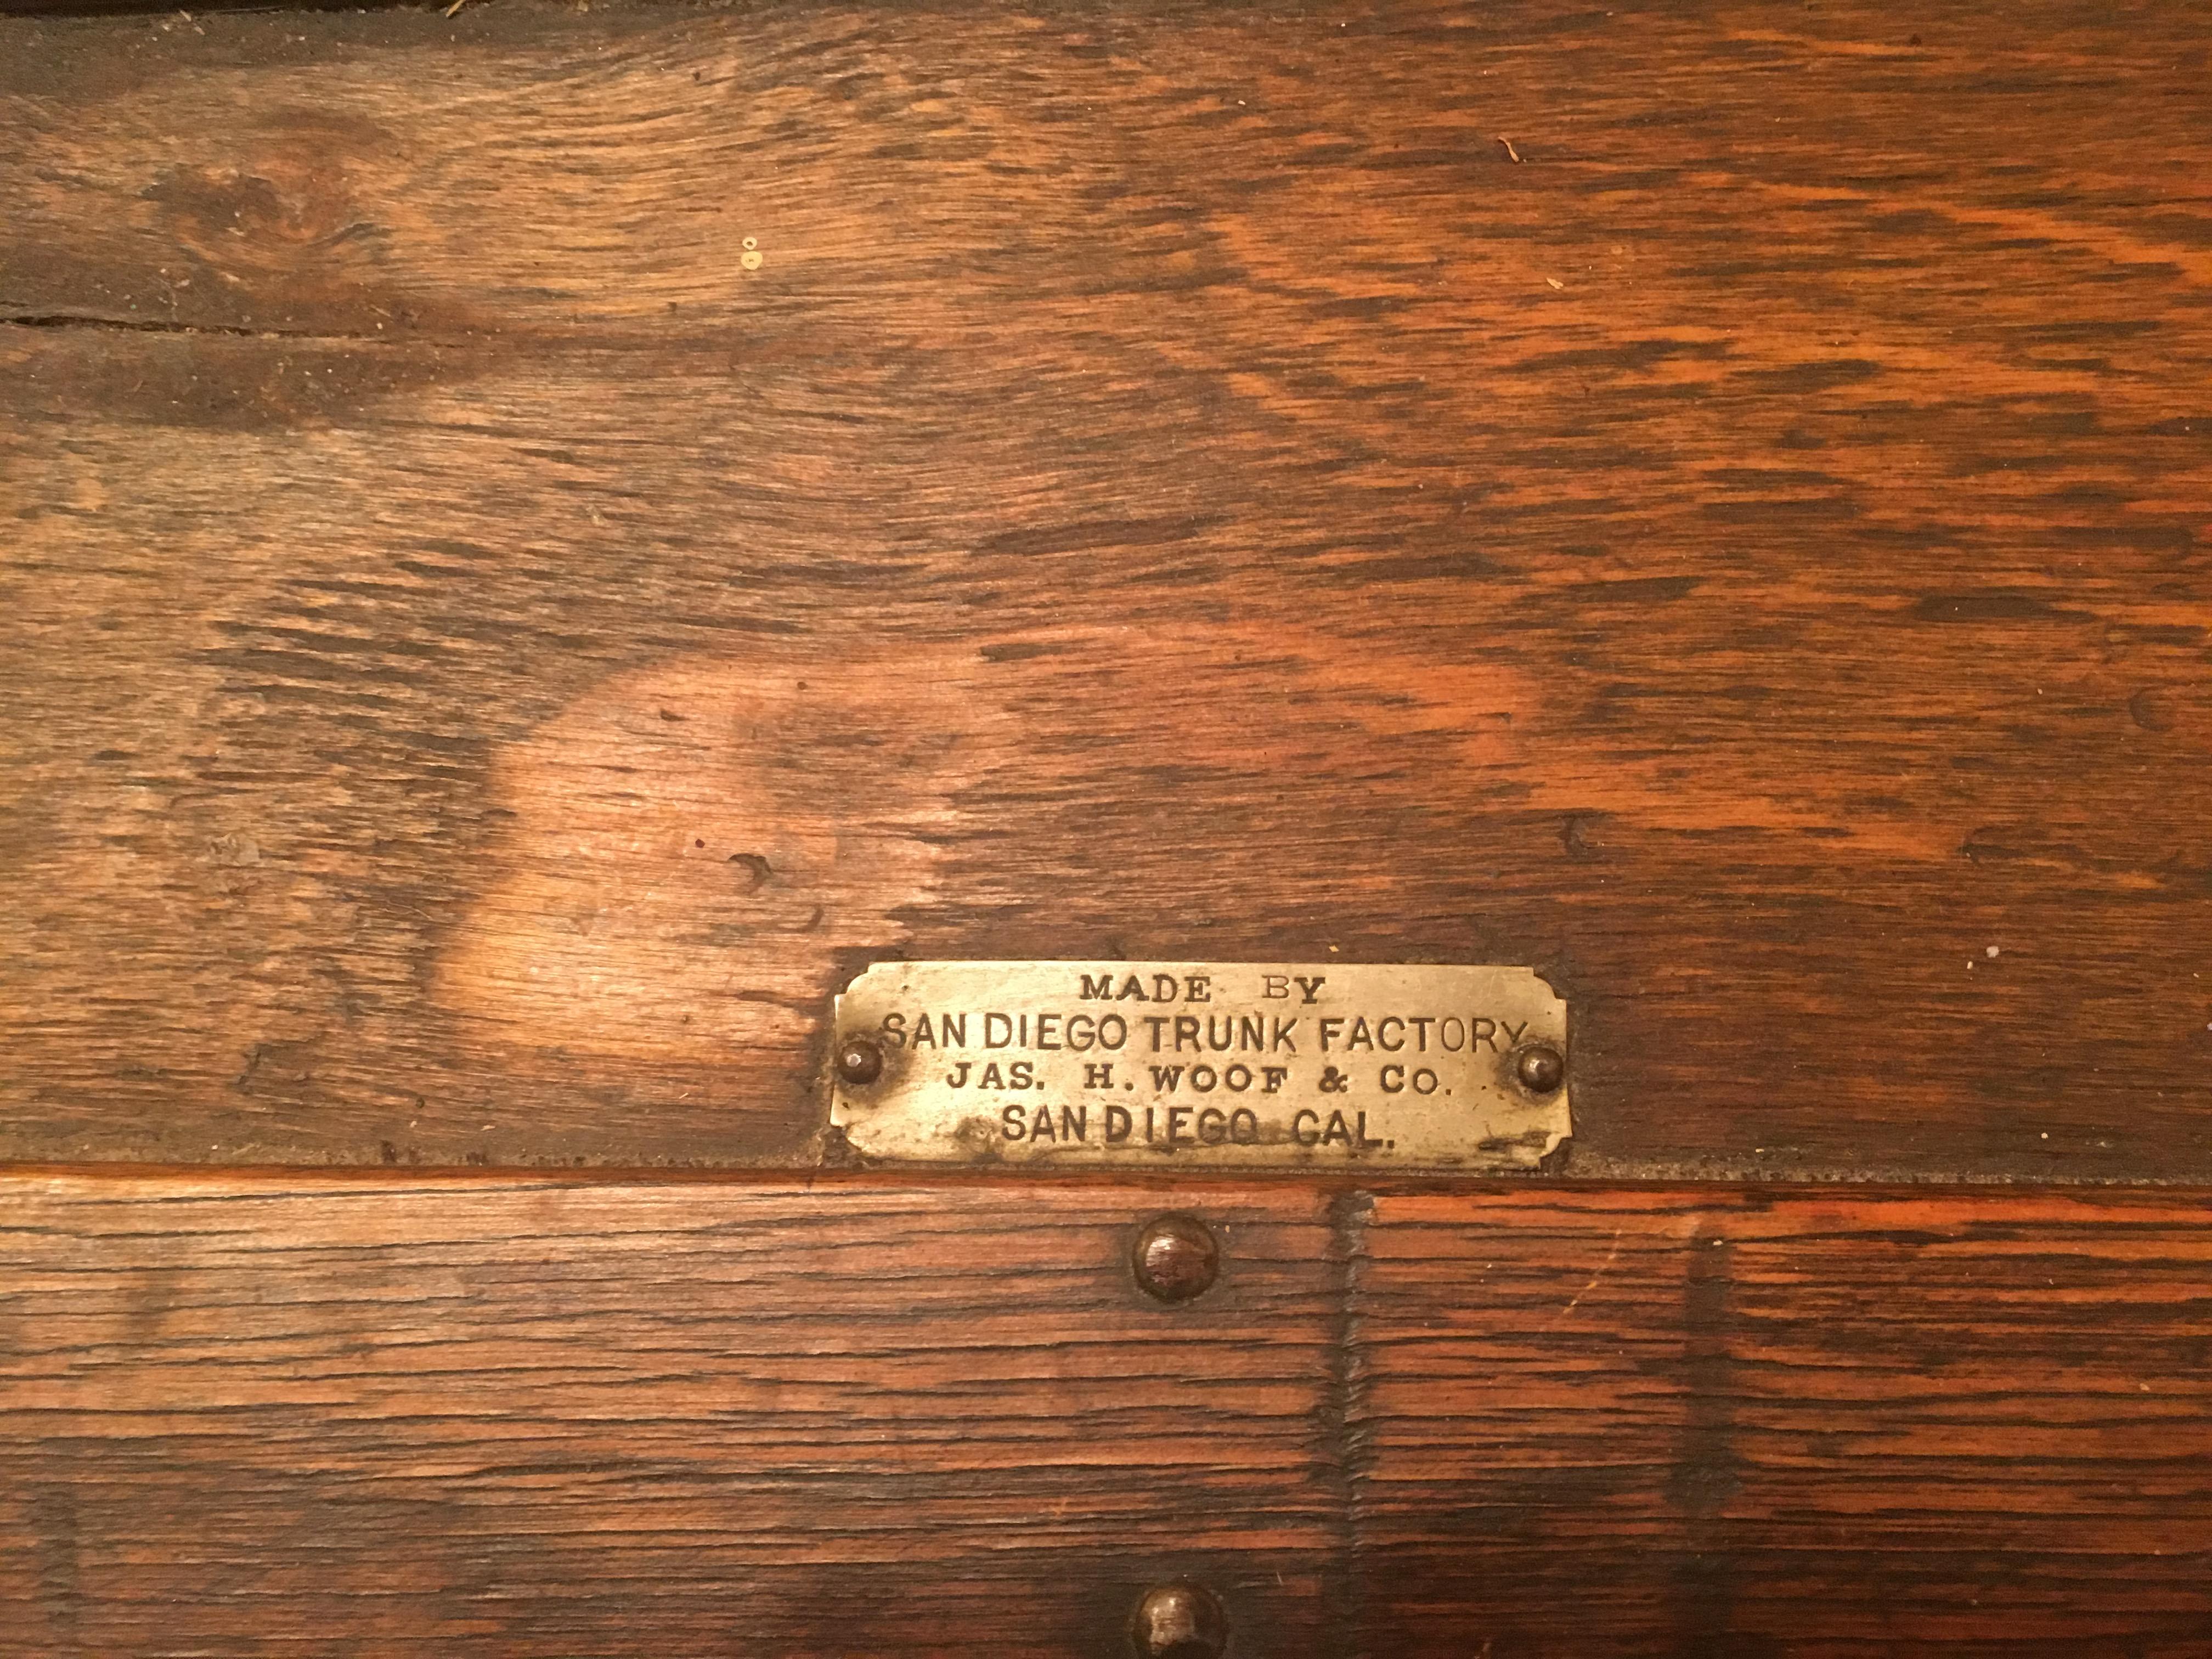 MADE BY
SAN DIEGO TRUNK FACTORY
JAS. H. WOOF & CO.
SAN DIEGO CAL.